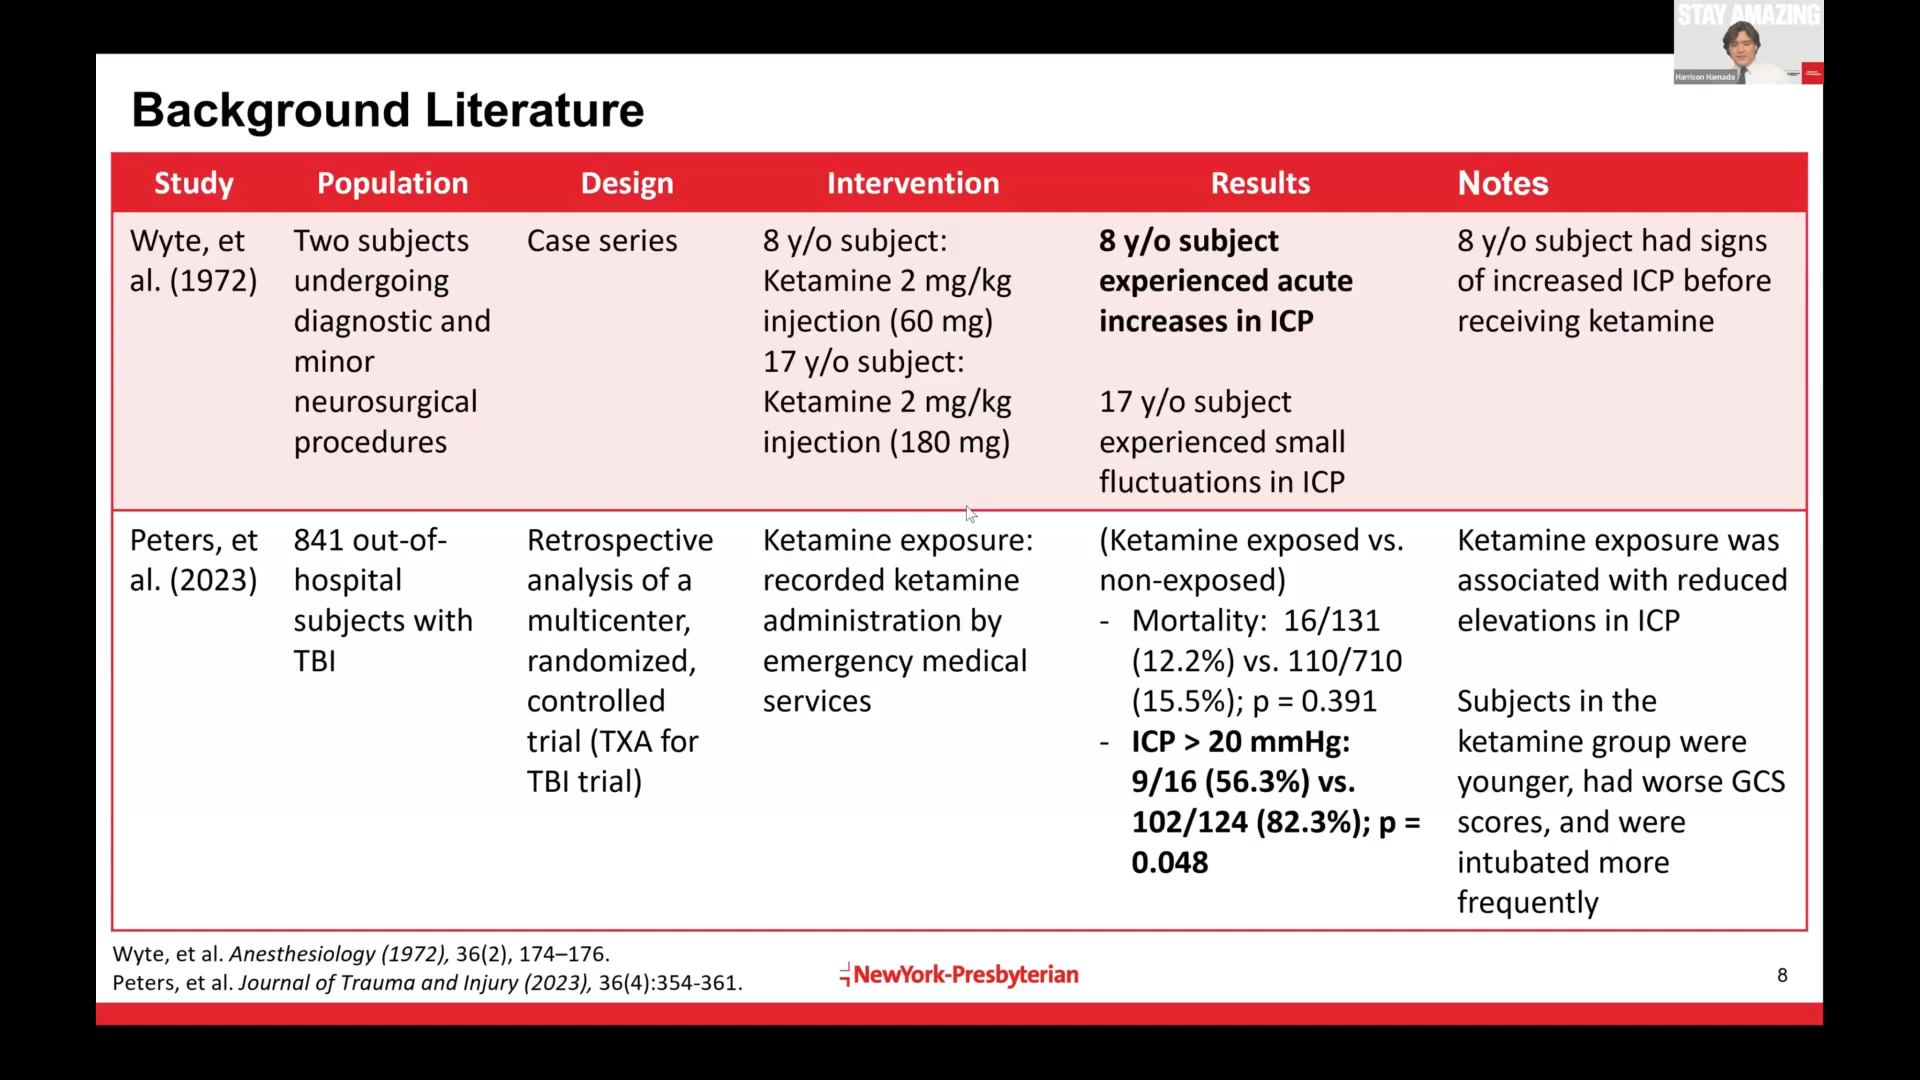 STAY AMAZING
Harrison Hamada
Background Literature
Study Population Design Intervention Results Notes
Wyte, et
al. (1972)
Two subjects
undergoing
diagnostic and
minor
neurosurgical
procedures
Case series
8 y/o subject:
Ketamine 2 mg/kg
injection (60 mg)
17 y/o subject:
Ketamine 2 mg/kg
injection (180 mg)
8 y/o subject
experienced acute
increases in ICP
17 y/o subject
experienced small
fluctuations in ICP
8 y/o subject had signs
of increased ICP before
receiving ketamine
Peters, et
al. (2023)
841 out-of-
hospital
subjects with
TBI
Retrospective
analysis of a
multicenter,
randomized,
controlled
trial (TXA for
TBI trial)
Ketamine exposure:
recorded ketamine
administration by
emergency medical
services
(Ketamine exposed vs.
non-exposed)
- Mortality: 16/131
(12.2%) vs. 110/710
(15.5%); p = 0.391
- ICP > 20 mmHg:
9/16 (56.3%) vs.
102/124 (82.3%); p =
0.048
Ketamine exposure was
associated with reduced
elevations in ICP
Subjects in the
ketamine group were
younger, had worse GCS
scores, and were
intubated more
frequently
Wyte, et al. Anesthesiology (1972), 36(2), 174–176.
Peters, et al. Journal of Trauma and Injury (2023), 36(4):354-361.
NewYork-Presbyterian
8